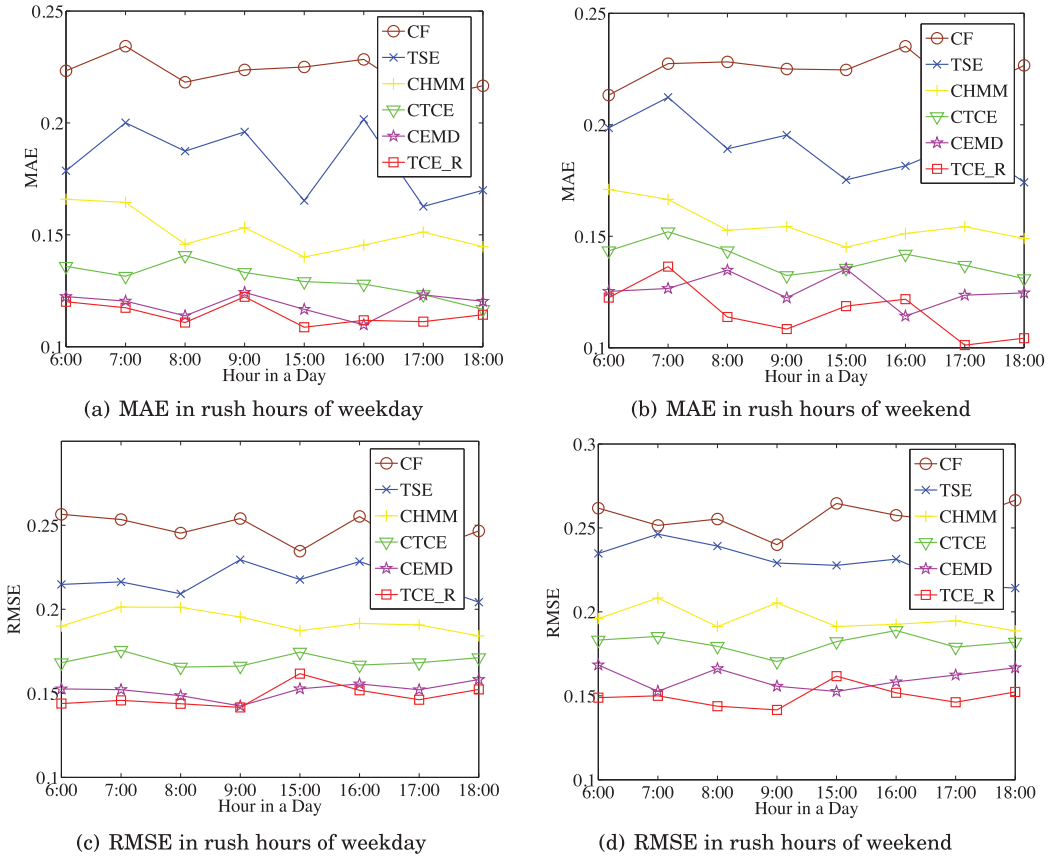 0.25
0.2
0.15
0.1
MAE
CF
TSE
CHMM
CTCE
CEMD
TCE_R
6:00 7:00 8:00 9:00 15:00 16:00 17:00 18:00
Hour in a Day
(a) MAE in rush hours of weekday
0.25
0.2
0.15
0.1
MAE
CF
TSE
CHMM
CTCE
CEMD
TCE_R
6:00 7:00 8:00 9:00 15:00 16:00 17:00 18:00
Hour in a Day
(b) MAE in rush hours of weekend
0.25
0.2
0.15
0.1
RMSE
CF
TSE
CHMM
CTCE
CEMD
TCE_R
6:00 7:00 8:00 9:00 15:00 16:00 17:00 18:00
Hour in a Day
(c) RMSE in rush hours of weekday
0.3
0.25
0.2
0.15
0.1
RMSE
CF
TSE
CHMM
CTCE
CEMD
TCE_R
6:00 7:00 8:00 9:00 15:00 16:00 17:00 18:00
Hour in a Day
(d) RMSE in rush hours of weekend